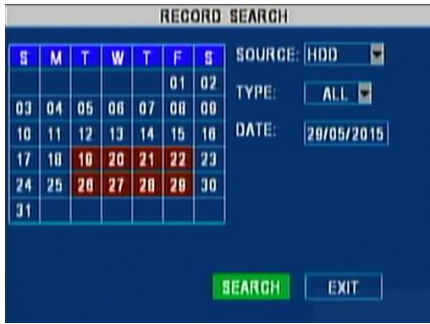 RECORD SEARCH
S M T W T F S
01 02
03 04 05 06 07 08 09
10 11 12 13 14 15 16
17 18 19 20 21 22 23
24 25 26 27 28 29 30
31
SOURCE: HDD
TYPE: ALL
DATE: 29/05/2015
SEARCH EXIT